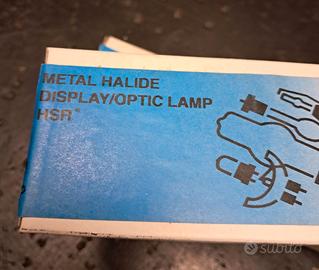 METAL HALIDE
DISPLAY/OPTIC LAMP
HSR®
subito